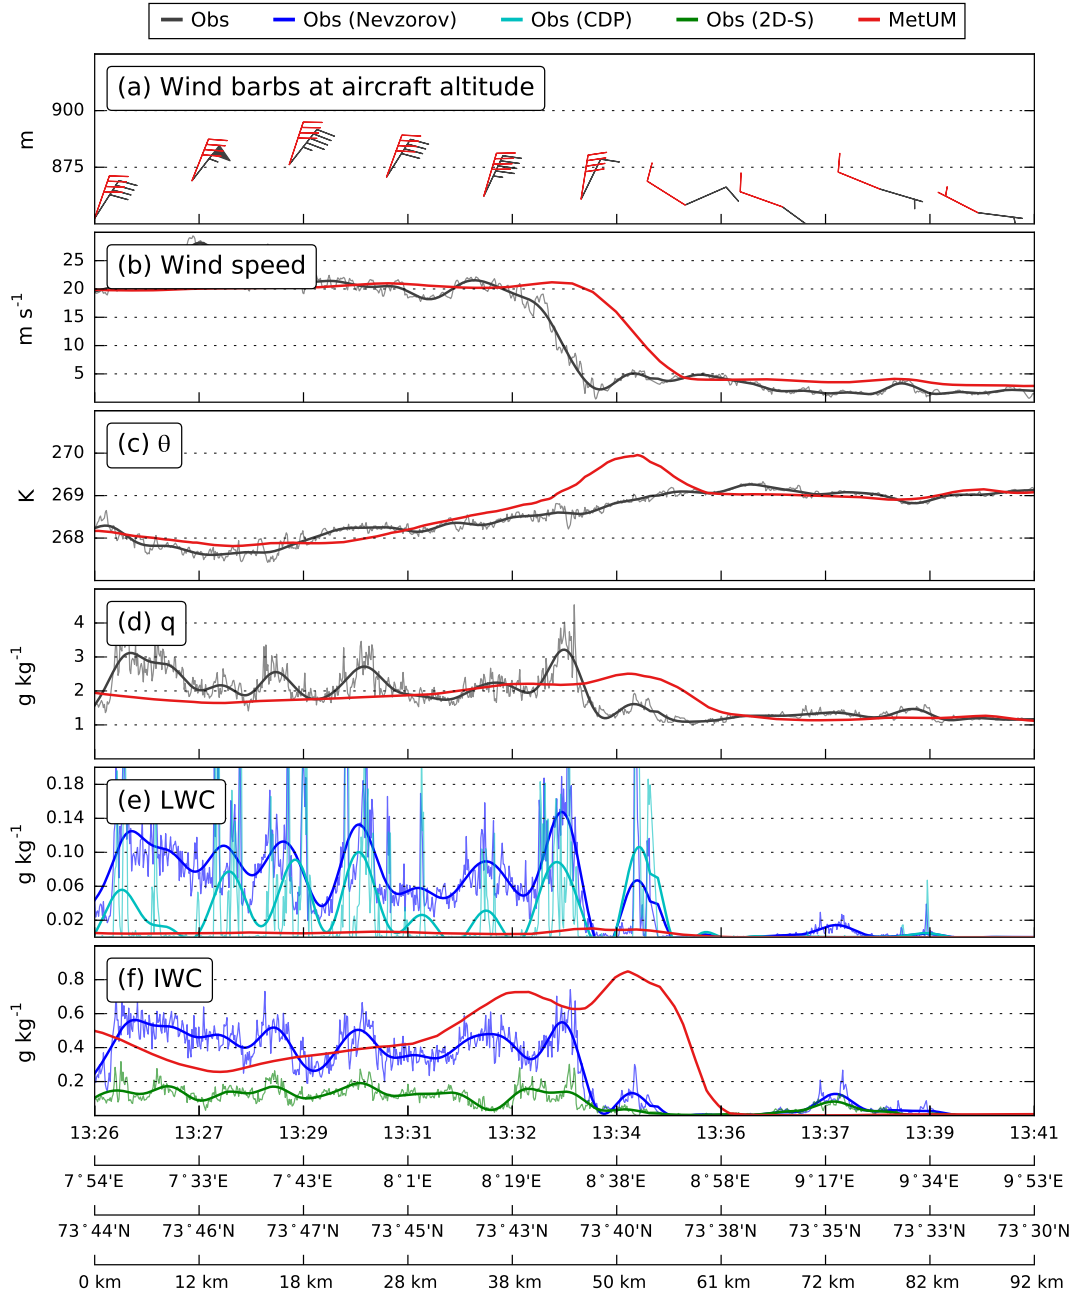 Obs Obs (Nevzorov) Obs (CDP) Obs (2D-S) MetUM
(a) Wind barbs at aircraft altitude
900
875
m
(b) Wind speed
25
20
15
10
5
m s⁻¹
(c) θ
270
269
268
K
(d) q
4
3
2
1
g kg⁻¹
(e) LWC
0.18
0.14
0.10
0.06
0.02
g kg⁻¹
(f) IWC
0.8
0.6
0.4
0.2
g kg⁻¹
13:26 13:27 13:29 13:31 13:32 13:34 13:36 13:37 13:39 13:41
7°54'E 7°33'E 7°43'E 8°1'E 8°19'E 8°38'E 8°58'E 9°17'E 9°34'E 9°53'E
73°44'N 73°46'N 73°47'N 73°45'N 73°43'N 73°40'N 73°38'N 73°35'N 73°33'N 73°30'N
0 km 12 km 18 km 28 km 38 km 50 km 61 km 72 km 82 km 92 km